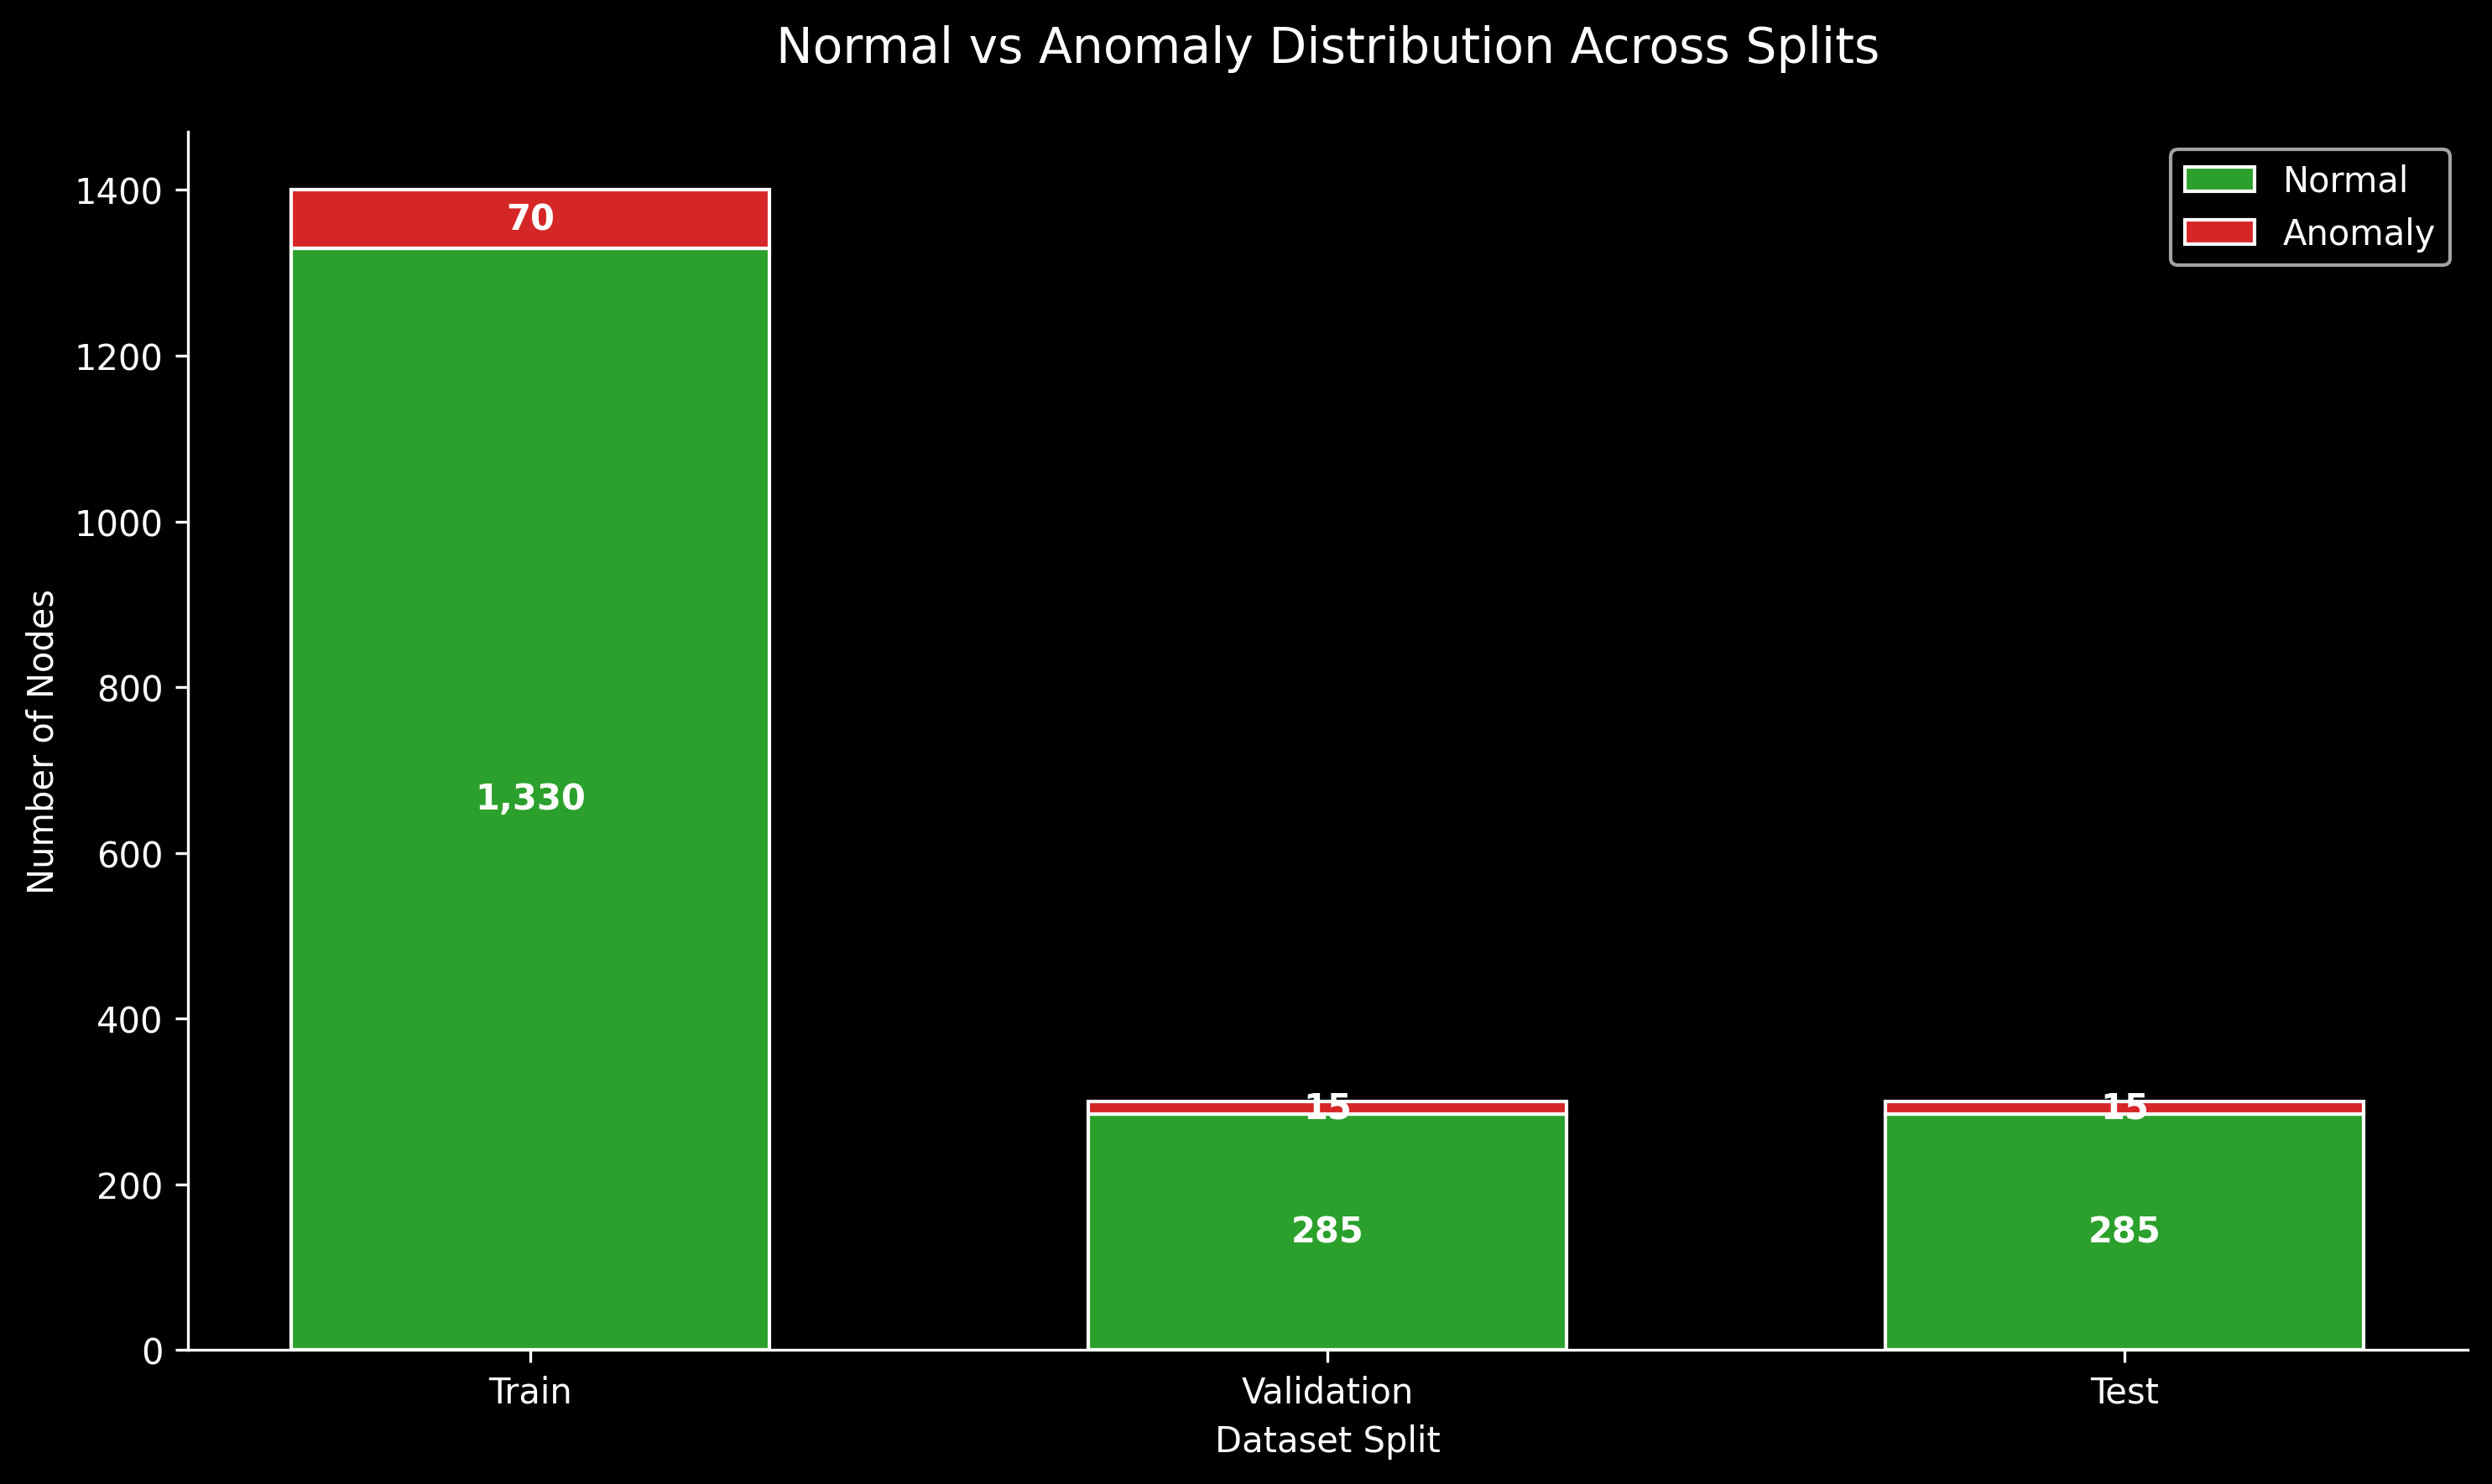 Normal vs Anomaly Distribution Across Splits
Normal
Anomaly
1400
1200
1000
800
600
400
200
0
Number of Nodes
70
1,330
15
285
15
285
Train
Validation
Test
Dataset Split